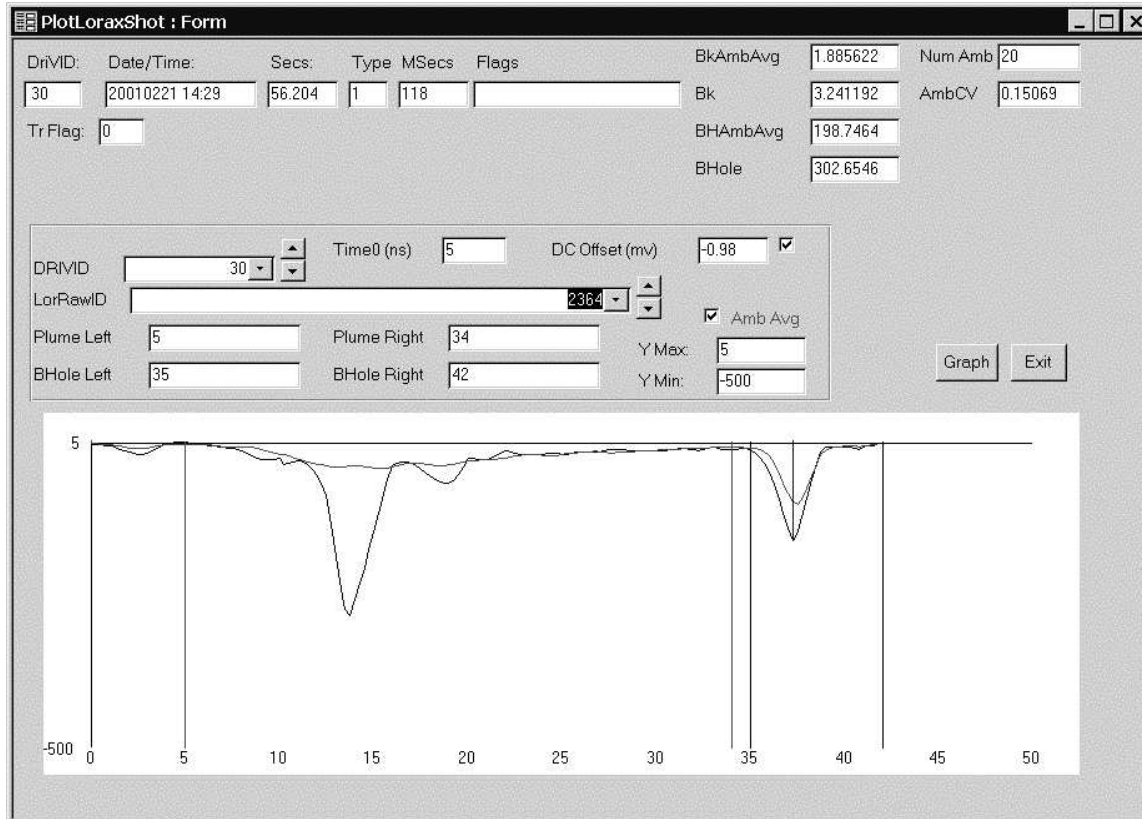 PlotLoraxShot : Form
DriVID: Date/Time: Secs: Type MSecs Flags BkAmbAvg 1.885622 Num Amb 20
30 20010221 14:29 56.204 1 118 Bk 3.241192 AmbCV 0.15069
Tr Flag: 0 BHAmbAvg 198.7464
BHole 302.6546
Time0 (ns) 5 DC Offset (mv) -0.98
DRIVID 30
LorRawID 2364
Amb Avg
Plume Left 5 Plume Right 34
Y Max: 5
BHole Left 35 BHole Right 42
Y Min: -500
Graph Exit
5
-500
0 5 10 15 20 25 30 35 40 45 50